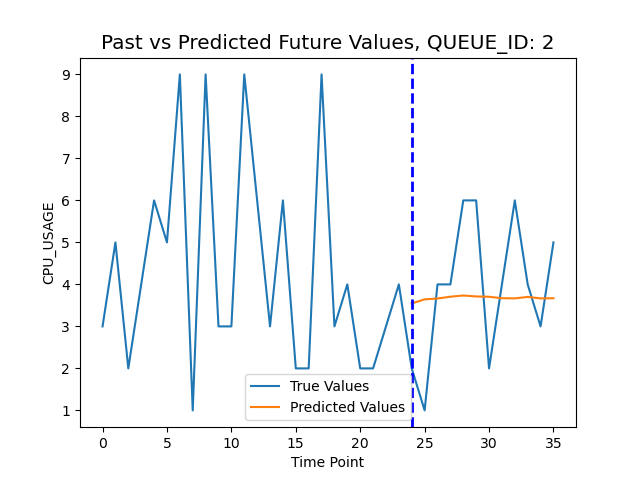 Past vs Predicted Future Values, QUEUE_ID: 2
9
8
7
6
5
4
3
2
1
CPU_USAGE
True Values
Predicted Values
0 5 10 15 20 25 30 35
Time Point